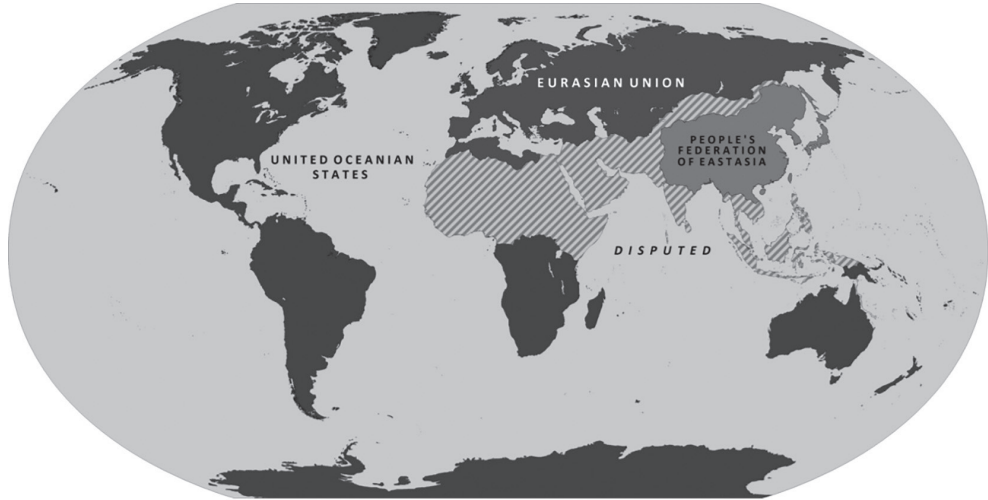 EURASIAN UNION
PEOPLE'S
FEDERATION
OF EASTASIA
UNITED OCEANIAN
STATES
DISPUTED